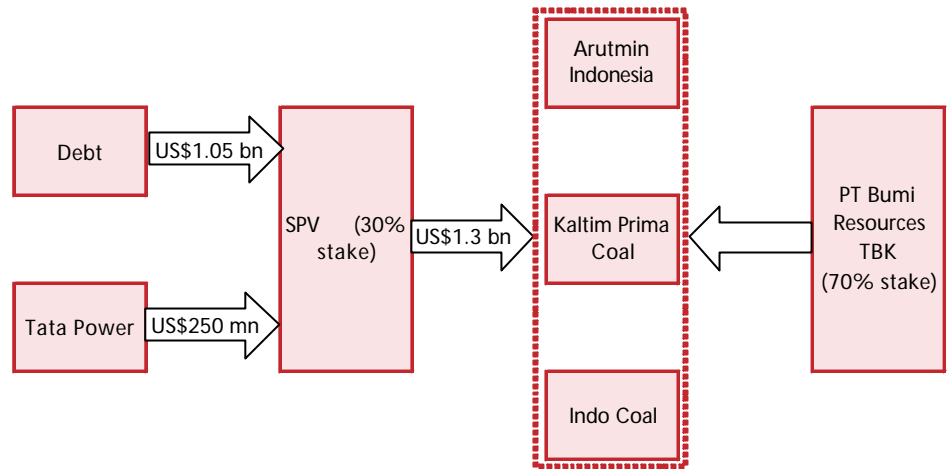 Arutmin
Indonesia
Debt
US$1.05 bn
SPV (30%
stake)
US$1.3 bn
Kaltim Prima
Coal
PT Bumi
Resources
TBK
(70% stake)
Tata Power
US$250 mn
Indo Coal